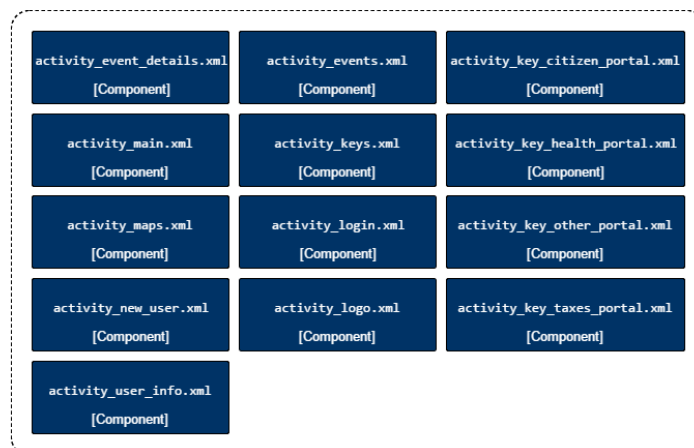 activity_event_details.xml
[Component]
activity_events.xml
[Component]
activity_key_citizen_portal.xml
[Component]
activity_main.xml
[Component]
activity_keys.xml
[Component]
activity_key_health_portal.xml
[Component]
activity_maps.xml
[Component]
activity_login.xml
[Component]
activity_key_other_portal.xml
[Component]
activity_new_user.xml
[Component]
activity_logo.xml
[Component]
activity_key_taxes_portal.xml
[Component]
activity_user_info.xml
[Component]